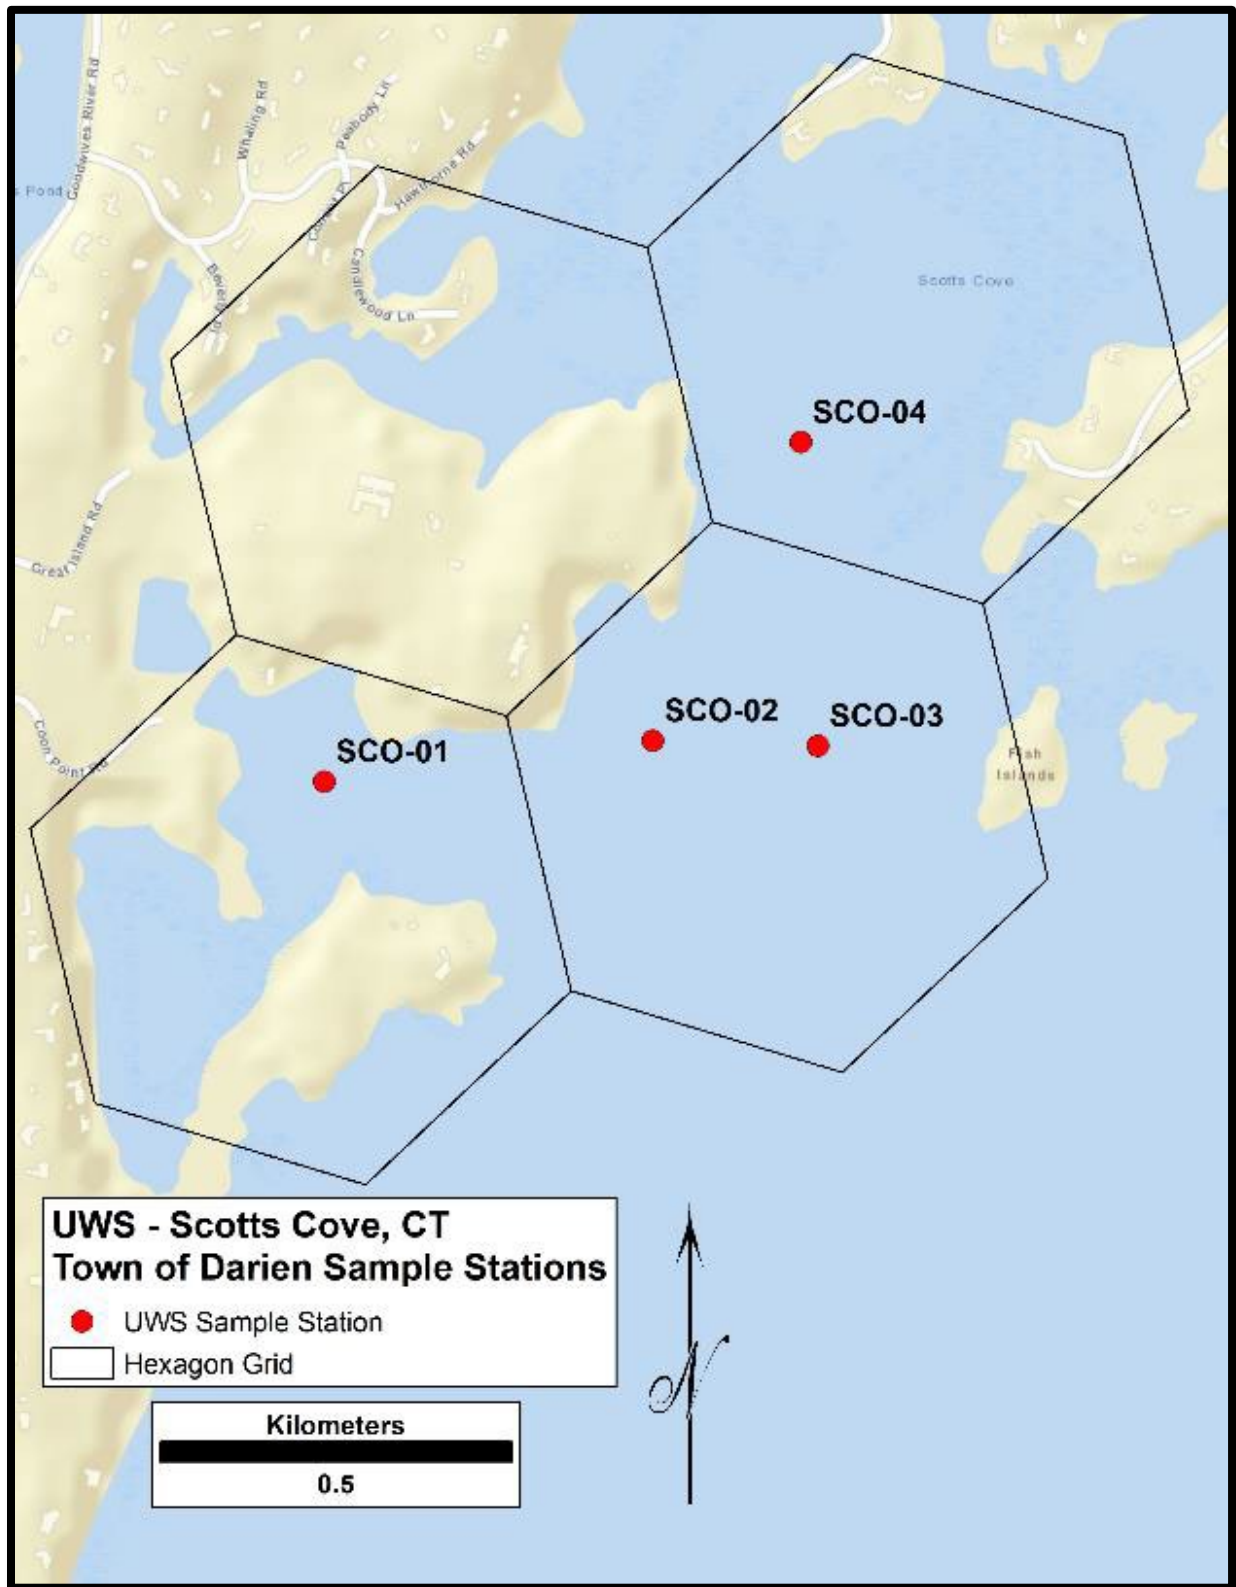 Goodwives River Rd
Whaling Rd
Peabody Ln
Hawthorne Rd
s Pond
Beverly Pl
Candlewood Ln
Scotts Cove
SCO-04
Great Island Rd
SCO-02
SCO-03
Coon Point Rd
SCO-01
Fish
Islands
UWS - Scotts Cove, CT
Town of Darien Sample Stations
UWS Sample Station
Hexagon Grid
N
Kilometers
0.5